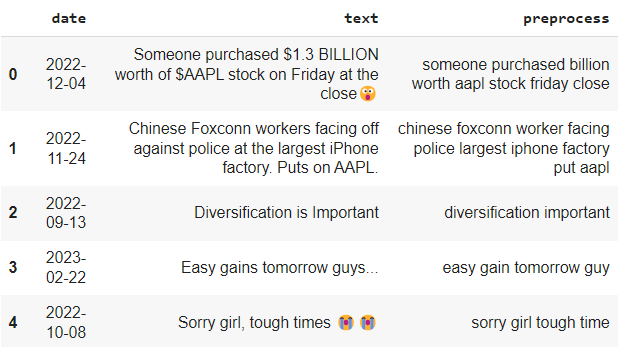 date text preprocess
0 2022-12-04 Someone purchased $1.3 BILLION worth of $AAPL stock on Friday at the close😲 someone purchased billion worth aapl stock friday close
1 2022-11-24 Chinese Foxconn workers facing off against police at the largest iPhone factory. Puts on AAPL. chinese foxconn worker facing police largest iphone factory put aapl
2 2022-09-13 Diversification is Important diversification important
3 2023-02-22 Easy gains tomorrow guys... easy gain tomorrow guy
4 2022-10-08 Sorry girl, tough times 😭 😭 sorry girl tough time